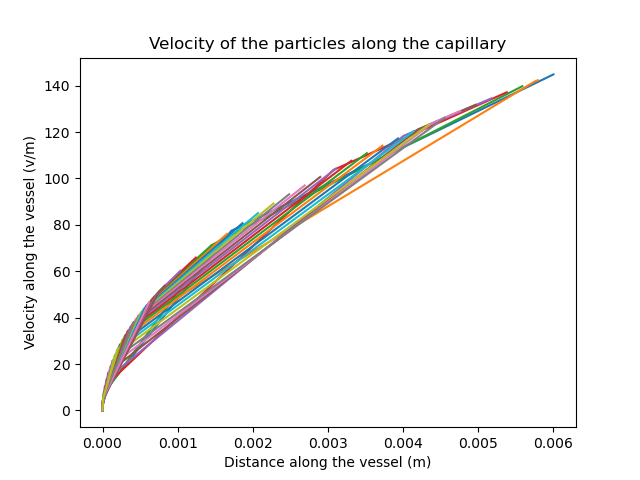 Velocity of the particles along the capillary
Velocity along the vessel (v/m)
140
120
100
80
60
40
20
0
0.000 0.001 0.002 0.003 0.004 0.005 0.006
Distance along the vessel (m)